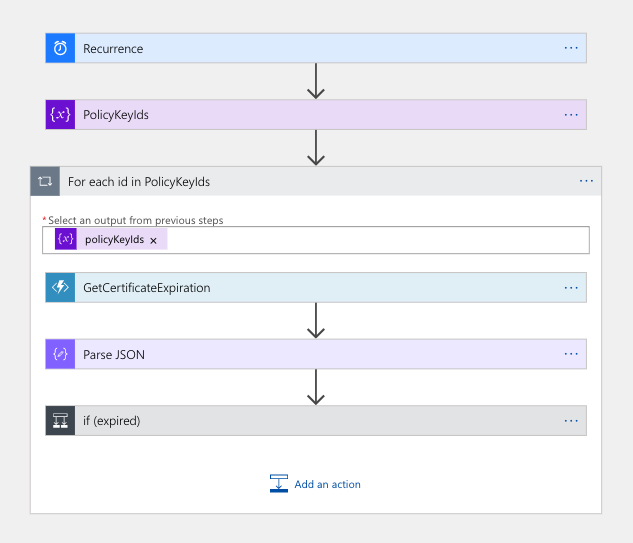 Recurrence
{x} PolicyKeyIds
For each id in PolicyKeyIds
*Select an output from previous steps
{x} policyKeyIds ×
GetCertificateExpiration
Parse JSON
if (expired)
Add an action